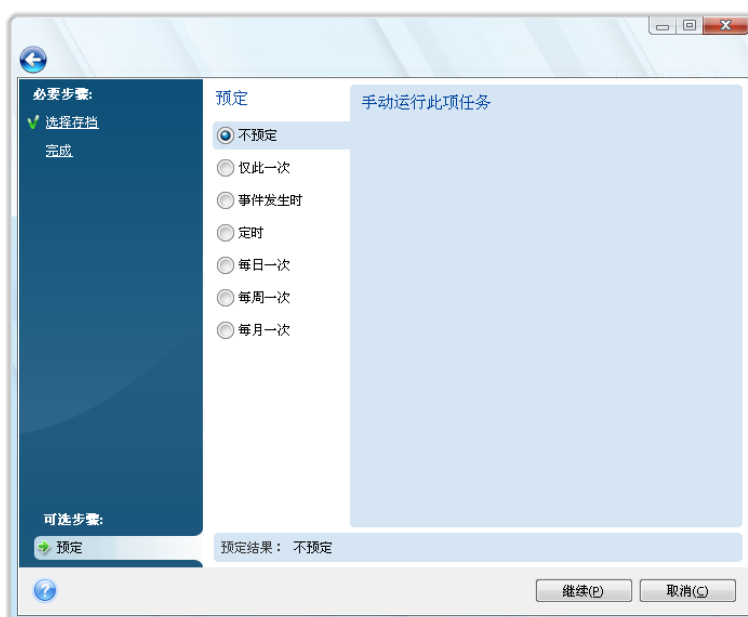 必要步骤:
选择存档
完成
可选步骤:
预定
预定
不预定
仅此一次
事件发生时
定时
每日一次
每周一次
每月一次
手动运行此项任务
预定结果： 不预定
继续(P)
取消(C)